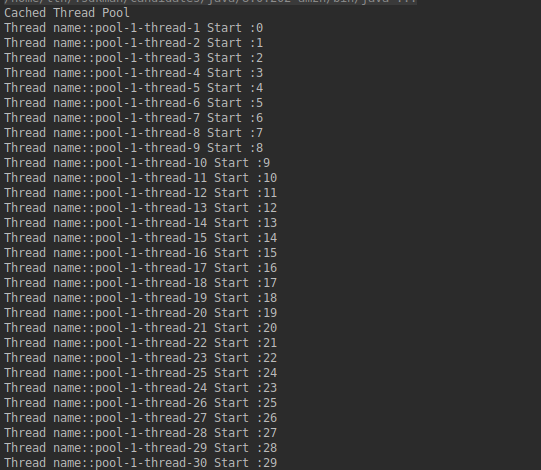 Cached Thread Pool
Thread name::pool-1-thread-1 Start :0
Thread name::pool-1-thread-2 Start :1
Thread name::pool-1-thread-3 Start :2
Thread name::pool-1-thread-4 Start :3
Thread name::pool-1-thread-5 Start :4
Thread name::pool-1-thread-6 Start :5
Thread name::pool-1-thread-7 Start :6
Thread name::pool-1-thread-8 Start :7
Thread name::pool-1-thread-9 Start :8
Thread name::pool-1-thread-10 Start :9
Thread name::pool-1-thread-11 Start :10
Thread name::pool-1-thread-12 Start :11
Thread name::pool-1-thread-13 Start :12
Thread name::pool-1-thread-14 Start :13
Thread name::pool-1-thread-15 Start :14
Thread name::pool-1-thread-16 Start :15
Thread name::pool-1-thread-17 Start :16
Thread name::pool-1-thread-18 Start :17
Thread name::pool-1-thread-19 Start :18
Thread name::pool-1-thread-20 Start :19
Thread name::pool-1-thread-21 Start :20
Thread name::pool-1-thread-22 Start :21
Thread name::pool-1-thread-23 Start :22
Thread name::pool-1-thread-25 Start :24
Thread name::pool-1-thread-24 Start :23
Thread name::pool-1-thread-26 Start :25
Thread name::pool-1-thread-27 Start :26
Thread name::pool-1-thread-28 Start :27
Thread name::pool-1-thread-29 Start :28
Thread name::pool-1-thread-30 Start :29